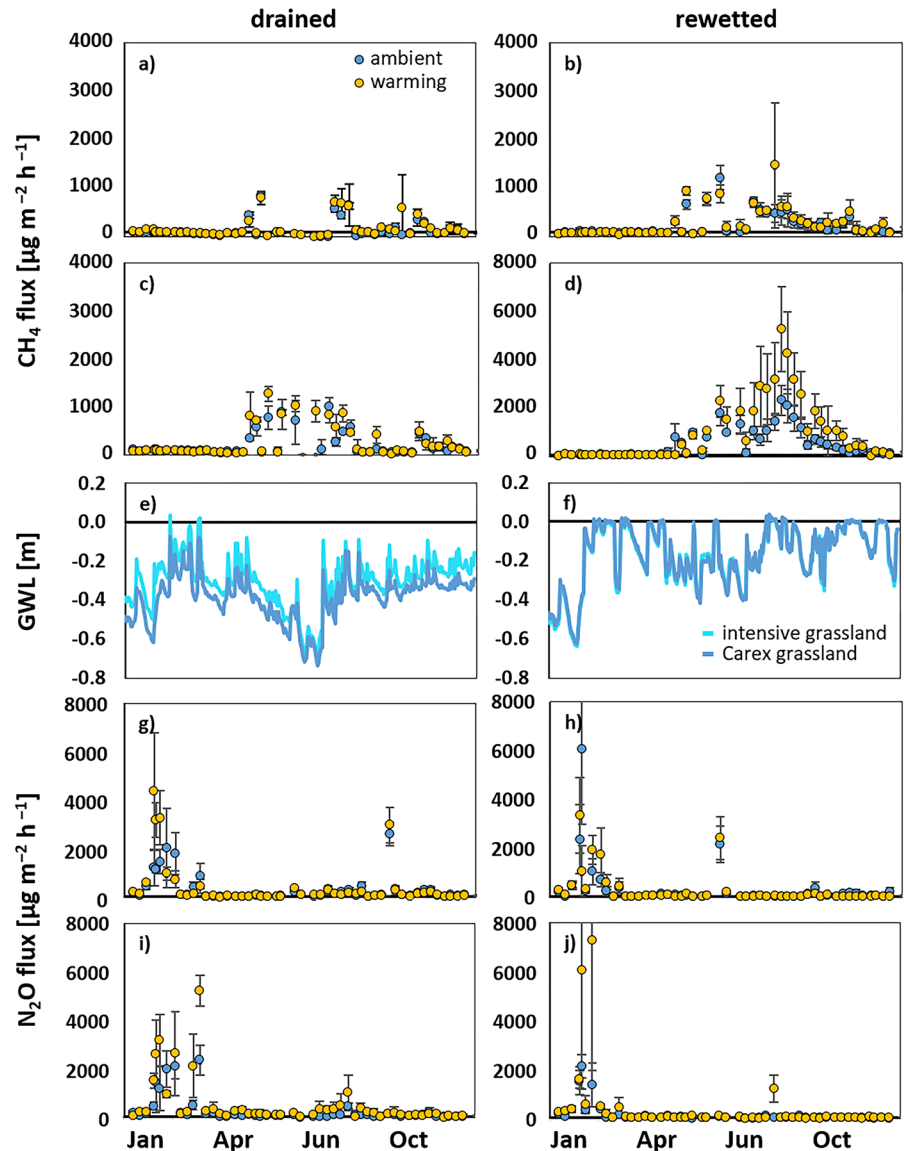 drained rewetted
CH₄ flux [µg m⁻² h⁻¹]
4000 4000
a) b)
ambient
warming
3000 3000
2000 2000
1000 1000
0 0
4000 8000
c) d)
3000 6000
2000 4000
1000 2000
0 0
GWL [m]
0.2 0.2
e) f)
0.0 0.0
-0.2 -0.2
-0.4 -0.4
-0.6 -0.6
-0.8 -0.8
intensive grassland
Carex grassland
N₂O flux [µg m⁻² h⁻¹]
8000 8000
g) h)
6000 6000
4000 4000
2000 2000
0 0
8000 8000
i) j)
6000 6000
4000 4000
2000 2000
0 0
Jan Apr Jun Oct Jan Apr Jun Oct